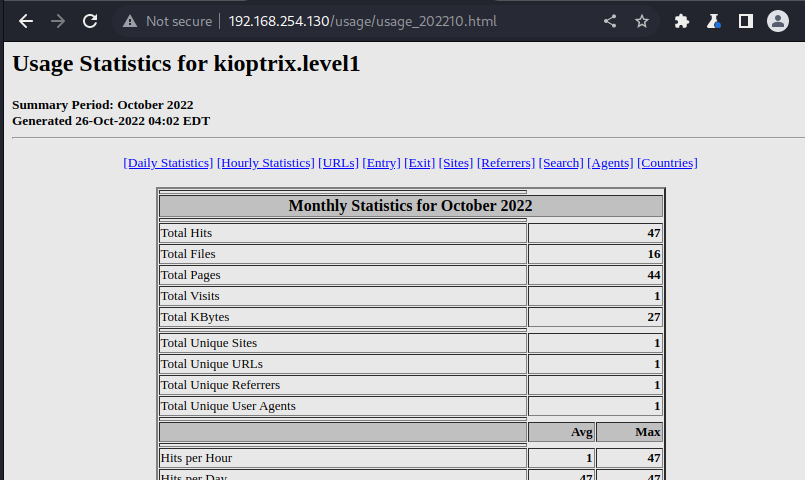 Not secure | 192.168.254.130/usage/usage_202210.html
Usage Statistics for kioptrix.level1
Summary Period: October 2022
Generated 26-Oct-2022 04:02 EDT
[Daily Statistics] [Hourly Statistics] [URLs] [Entry] [Exit] [Sites] [Referrers] [Search] [Agents] [Countries]
Monthly Statistics for October 2022
Total Hits 47
Total Files 16
Total Pages 44
Total Visits 1
Total KBytes 27
Total Unique Sites 1
Total Unique URLs 1
Total Unique Referrers 1
Total Unique User Agents 1
Avg Max
Hits per Hour 1 47
Hits per Day 47 47